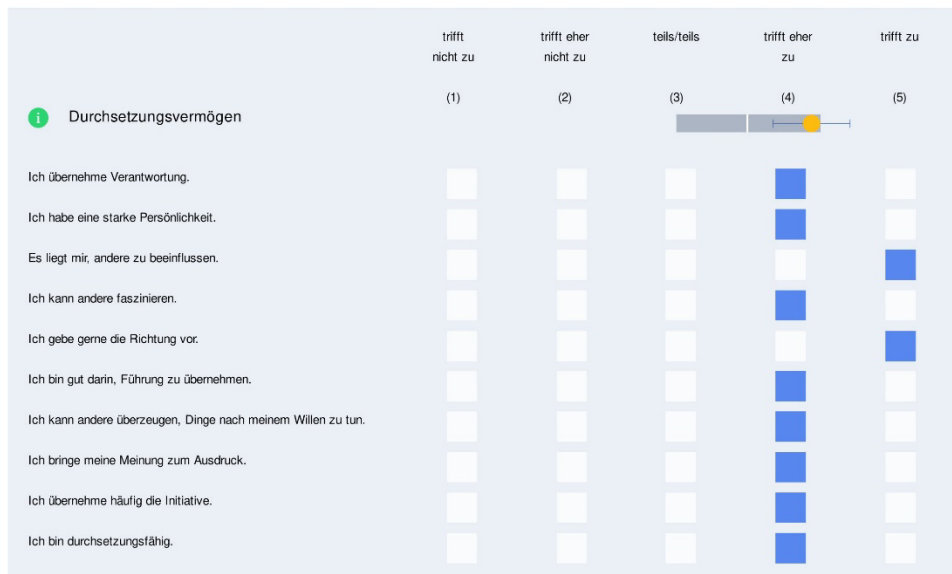 trifft
nicht zu
trifft eher
nicht zu
teils/teils
trifft eher
zu
trifft zu
(1)
(2)
(3)
(4)
(5)
i
Durchsetzungsvermögen
Ich übernehme Verantwortung.
Ich habe eine starke Persönlichkeit.
Es liegt mir, andere zu beeinflussen.
Ich kann andere faszinieren.
Ich gebe gerne die Richtung vor.
Ich bin gut darin, Führung zu übernehmen.
Ich kann andere überzeugen, Dinge nach meinem Willen zu tun.
Ich bringe meine Meinung zum Ausdruck.
Ich übernehme häufig die Initiative.
Ich bin durchsetzungsfähig.